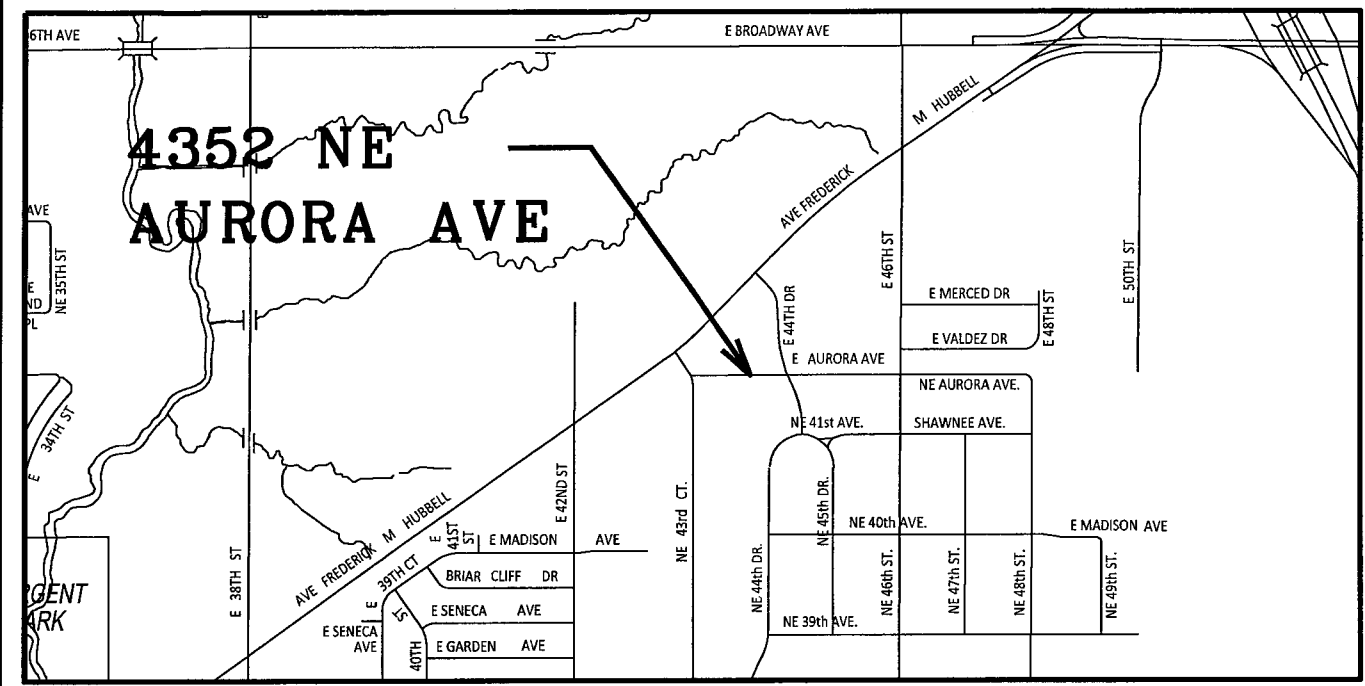 6TH AVE
E BROADWAY AVE
M HUBBELL
4352 NE
AURORA AVE
AVE FREDERICK
AVE
NE 35TH ST
E
ND
PL
E 46TH ST
E 50TH ST
E 44TH DR
E MERCED DR
E 48TH ST
E VALDEZ DR
E AURORA AVE
NE AURORA AVE.
E 34TH ST
NE 41st AVE.
SHAWNEE AVE.
E 42ND ST
NE 43rd CT.
NE 45th DR.
NE 40th AVE.
E MADISON AVE
AVE FREDERICK M HUBBELL
E 41ST ST
E MADISON AVE
E 38TH ST
E 39TH CT
BRIAR CLIFF DR
NE 44th DR.
NE 46th ST.
NE 47th ST.
NE 48th ST.
NE 49th ST.
RGENT
ARK
E SENECA AVE
NE 39th AVE.
E SENECA
AVE
40TH ST
E GARDEN AVE